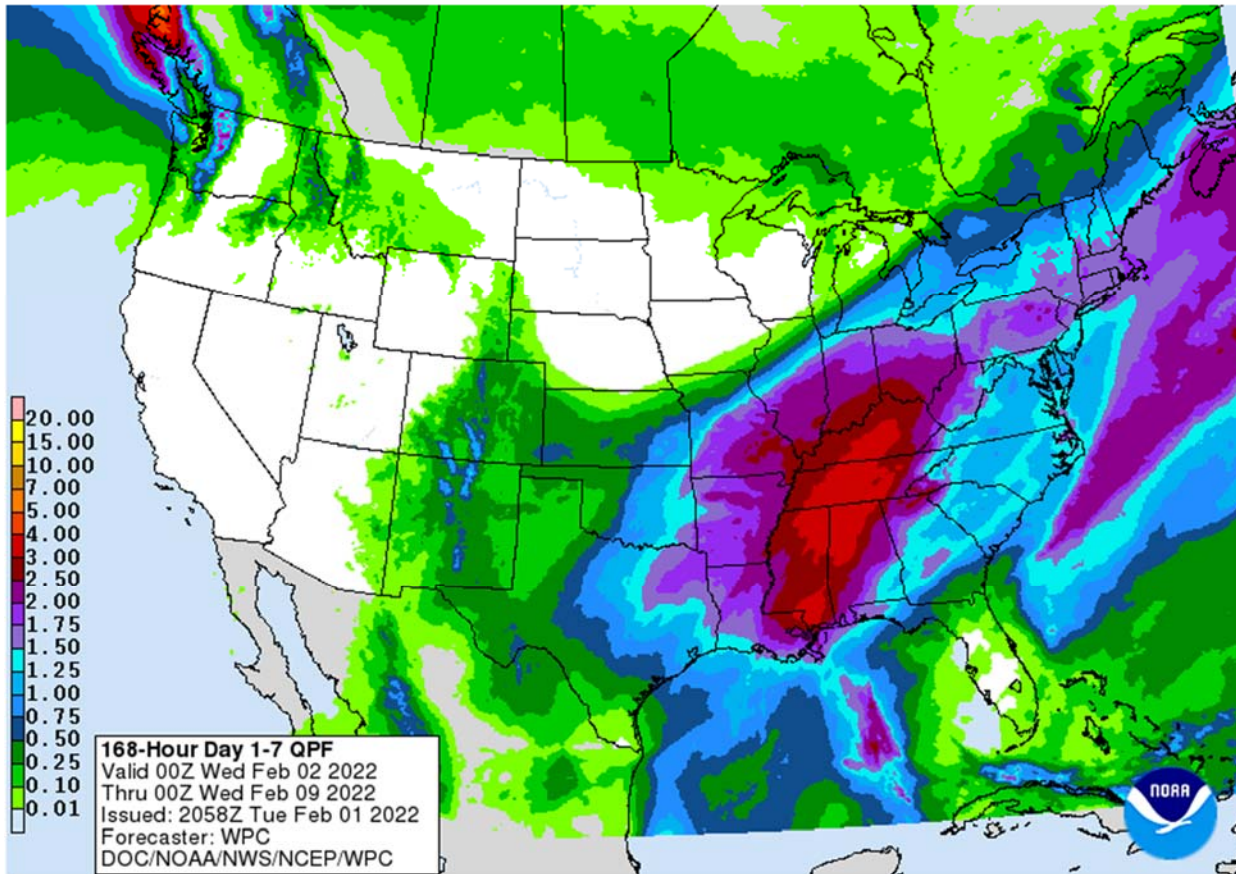 20.00
15.00
10.00
7.00
5.00
4.00
3.00
2.50
2.00
1.75
1.50
1.25
1.00
0.75
0.50
0.25
0.10
0.01
168-Hour Day 1-7 QPF
Valid 00Z Wed Feb 02 2022
Thru 00Z Wed Feb 09 2022
Issued: 2058Z Tue Feb 01 2022
Forecaster: WPC
DOC/NOAA/NWS/NCEP/WPC
NOAA